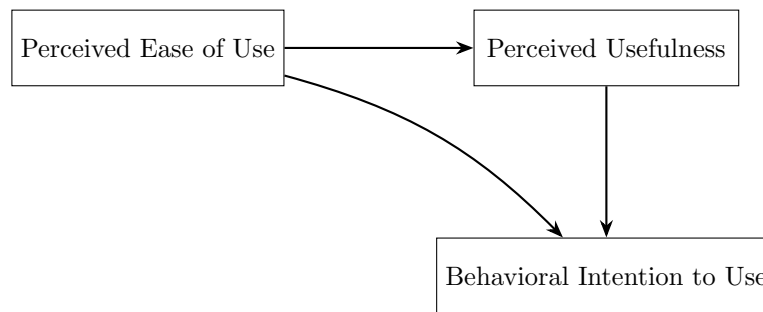 Perceived Ease of Use
Perceived Usefulness
Behavioral Intention to Use